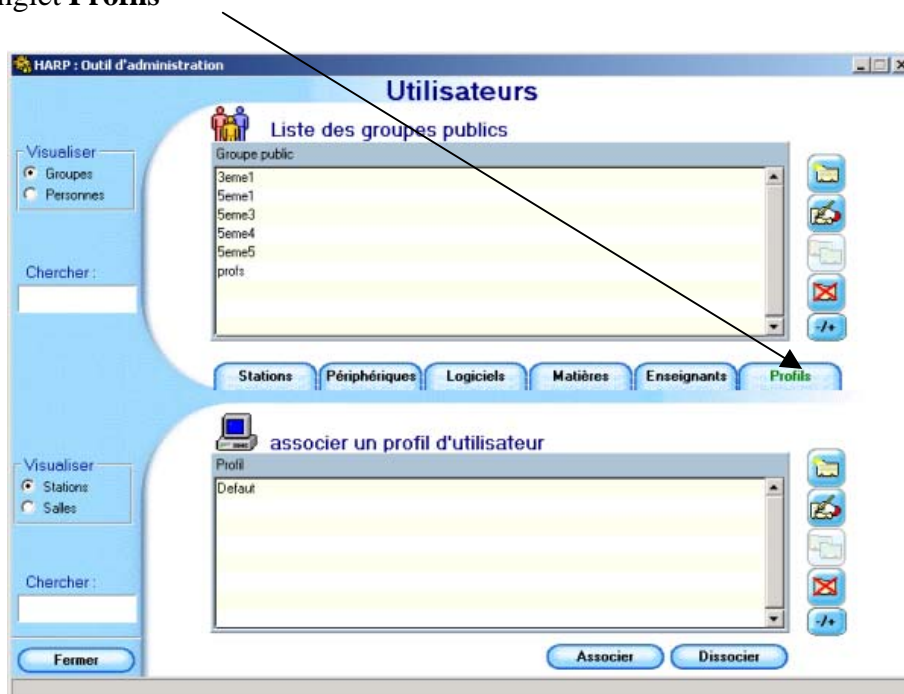 nglet Profils
HARP : Outil d'administration
Utilisateurs
Liste des groupes publics
Visualiser
Groupes
Personnes
Chercher :
Groupe public
3eme1
5eme1
5eme3
5eme4
5eme5
profs
-/+
Stations Périphériques Logiciels Matières Enseignants Profils
associer un profil d'utilisateur
Visualiser
Stations
Salles
Chercher :
Profil
Defaut
-/+
Fermer
Associer Dissocier